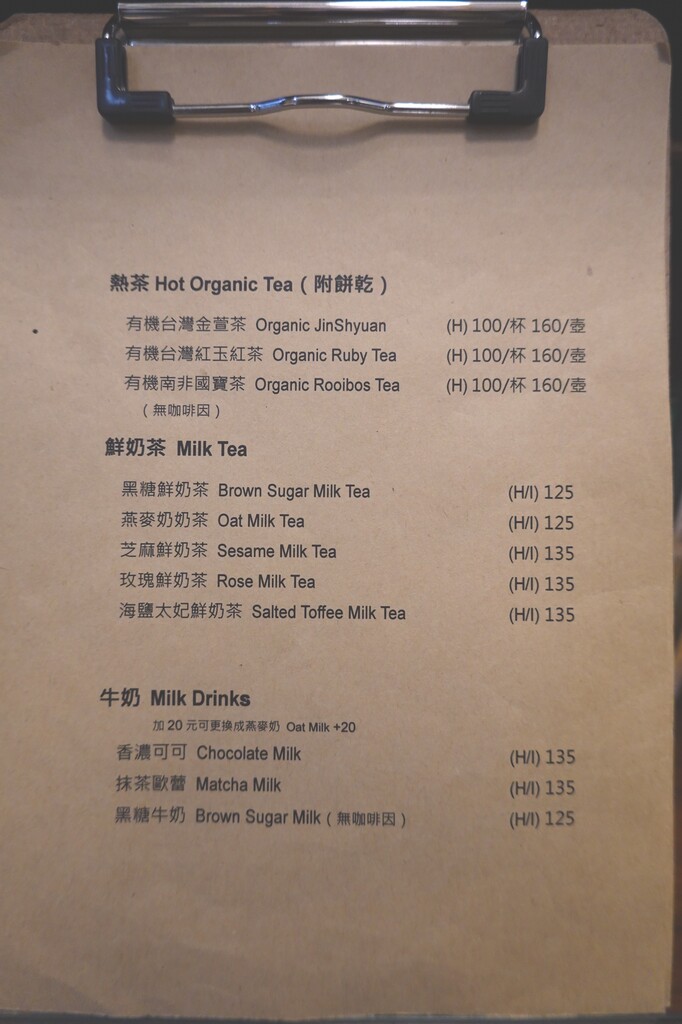 熱茶 Hot Organic Tea ( 附餅乾 )
有機台灣金萱茶 Organic JinShyuan (H) 100/杯 160/壺
有機台灣紅玉紅茶 Organic Ruby Tea (H) 100/杯 160/壺
有機南非國寶茶 Organic Rooibos Tea (H) 100/杯 160/壺
( 無咖啡因 )
鮮奶茶 Milk Tea
黑糖鮮奶茶 Brown Sugar Milk Tea (H/I) 125
燕麥奶奶茶 Oat Milk Tea (H/I) 125
芝麻鮮奶茶 Sesame Milk Tea (H/I) 135
玫瑰鮮奶茶 Rose Milk Tea (H/I) 135
海鹽太妃鮮奶茶 Salted Toffee Milk Tea (H/I) 135
牛奶 Milk Drinks
加 20 元可更換成燕麥奶 Oat Milk +20
香濃可可 Chocolate Milk (H/I) 135
抹茶歐蕾 Matcha Milk (H/I) 135
黑糖牛奶 Brown Sugar Milk ( 無咖啡因 ) (H/I) 125